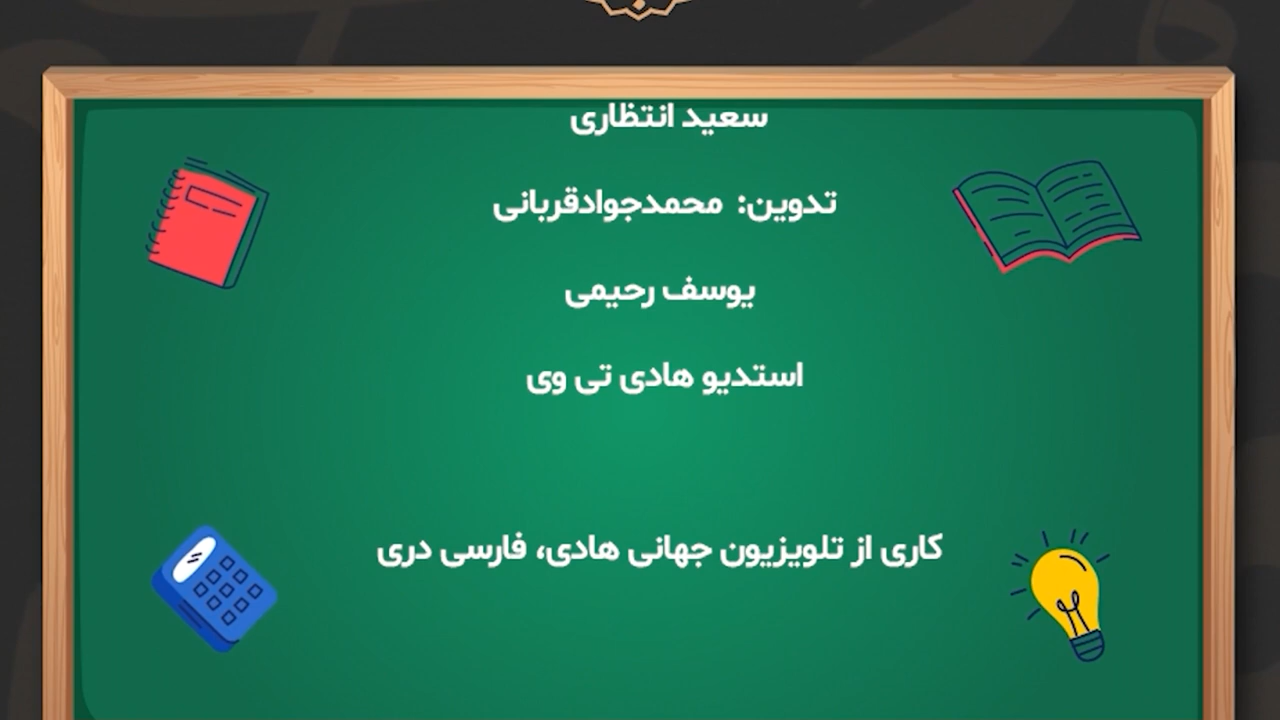 سعید انتظاری
تدوین: محمدجوادقربانی
یوسف رحیمی
استدیو هادی تی وی
کاری از تلویزیون جهانی هادی، فارسی دری